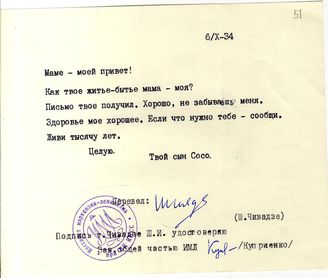 51
6/X-34
Маме - моей привет!
Как твое житье-бытье мама - моя?
Письмо твое получил. Хорошо, не забываешь меня.
Здоровье мое хорошее. Если что нужно тебе - сообщи.
Живи тысячу лет.
Целую. Твой сын Сосо.
Перевел:
(Ш.Чивадзе)
Подпись т.Чивадзе Ш.И. удостоверяю
Зав.общей частью ИМЛ /Куприенко/